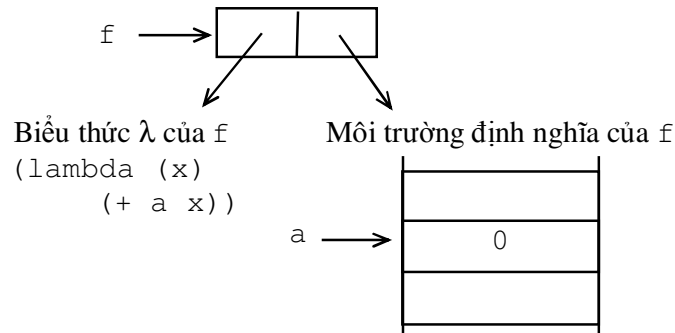 f
Biểu thức λ của f
Môi trường định nghĩa của f
(lambda (x)
(+ a x))
a
0